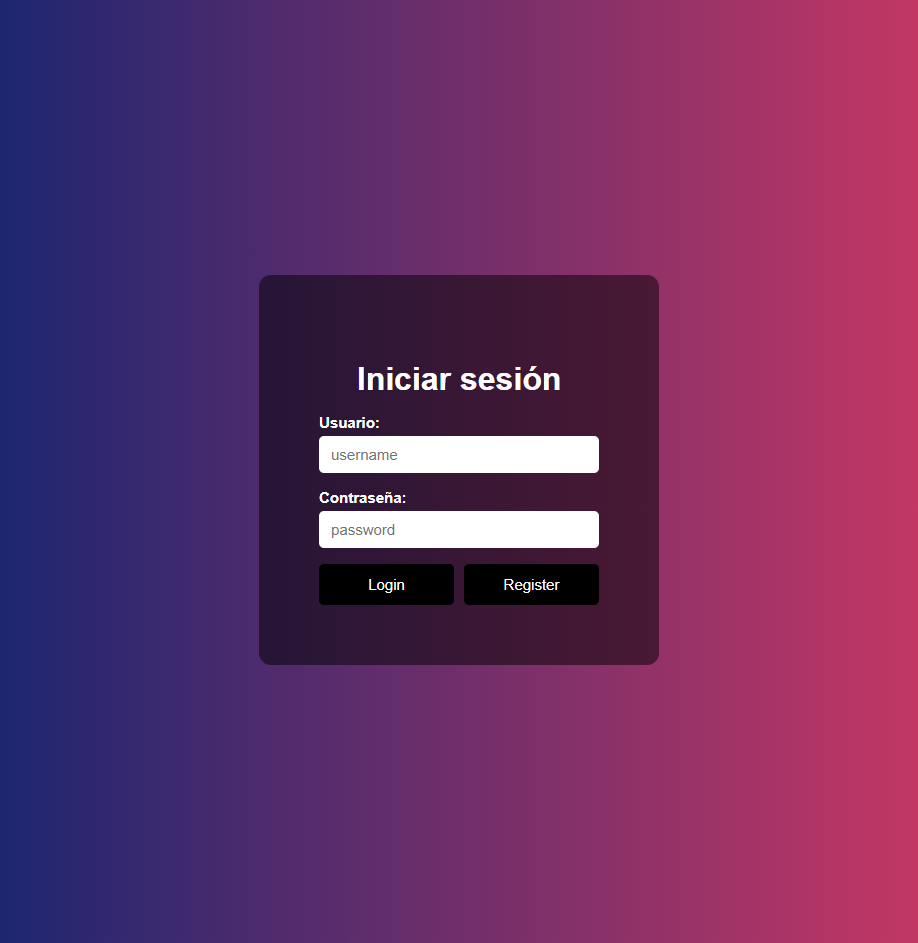 Iniciar sesión
Usuario:
username
Contraseña:
password
Login Register